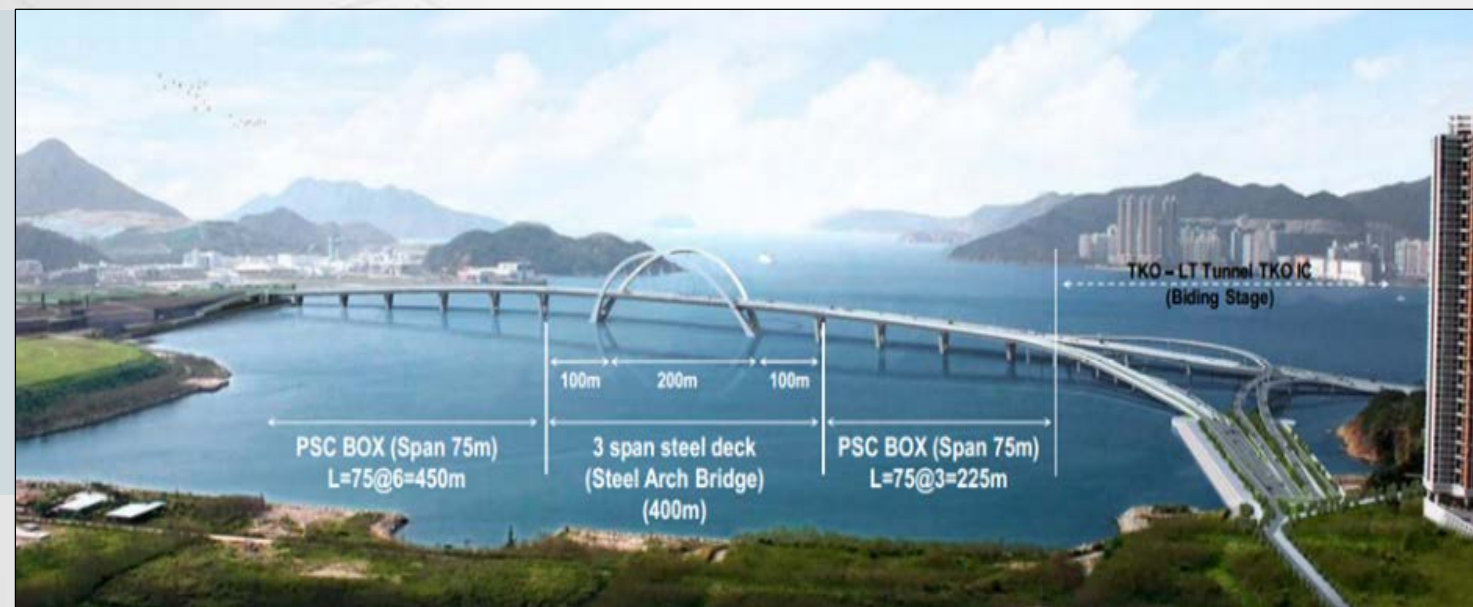 TKO – LT Tunnel TKO IC
(Biding Stage)
100m
200m
100m
PSC BOX (Span 75m)
L=75@6=450m
3 span steel deck
(Steel Arch Bridge)
(400m)
PSC BOX (Span 75m)
L=75@3=225m